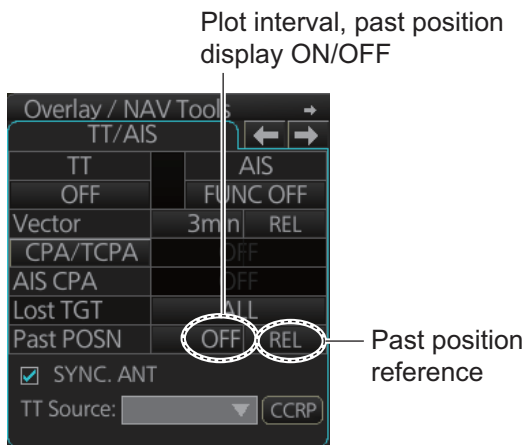 Plot interval, past position
display ON/OFF
Overlay / NAV Tools
TT/AIS
TT AIS
OFF FUNC OFF
Vector 3min REL
CPA/TCPA OFF
AIS CPA OFF
Lost TGT ALL
Past POSN OFF REL
Past position
reference
SYNC. ANT
TT Source: CCRP